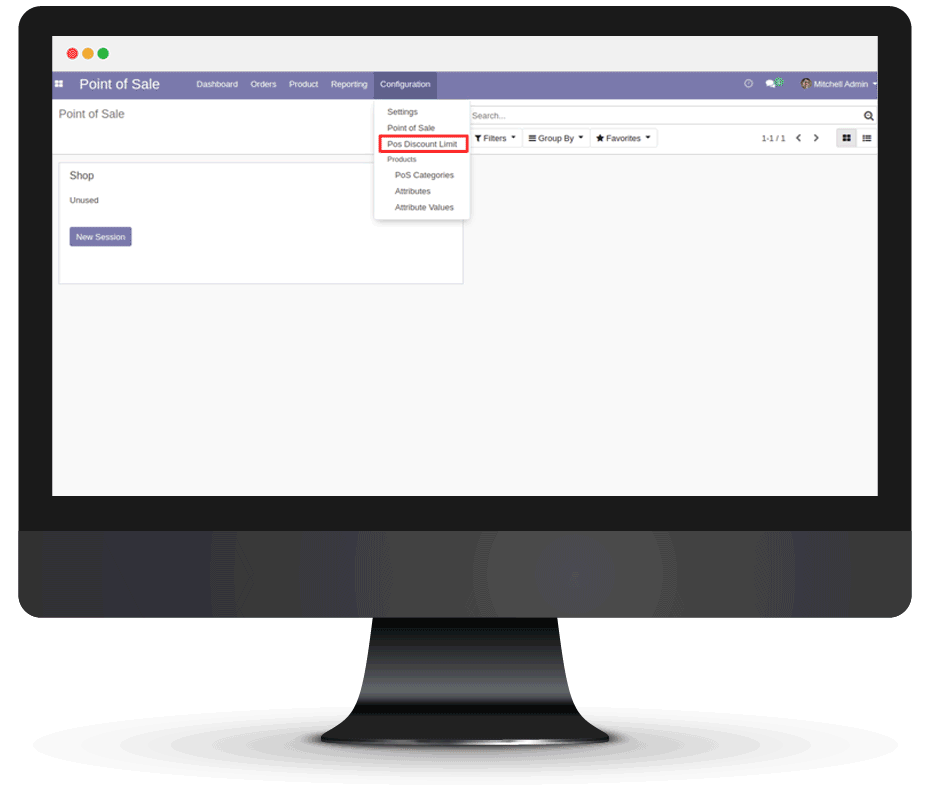 Point of Sale Dashboard Orders Product Reporting Configuration Mitchell Admin
Point of Sale
Search...
Filters Group By Favorites 1-1 / 1
Settings
Point of Sale
Pos Discount Limit
Products
PoS Categories
Attributes
Attribute Values
Shop
Unused
New Session